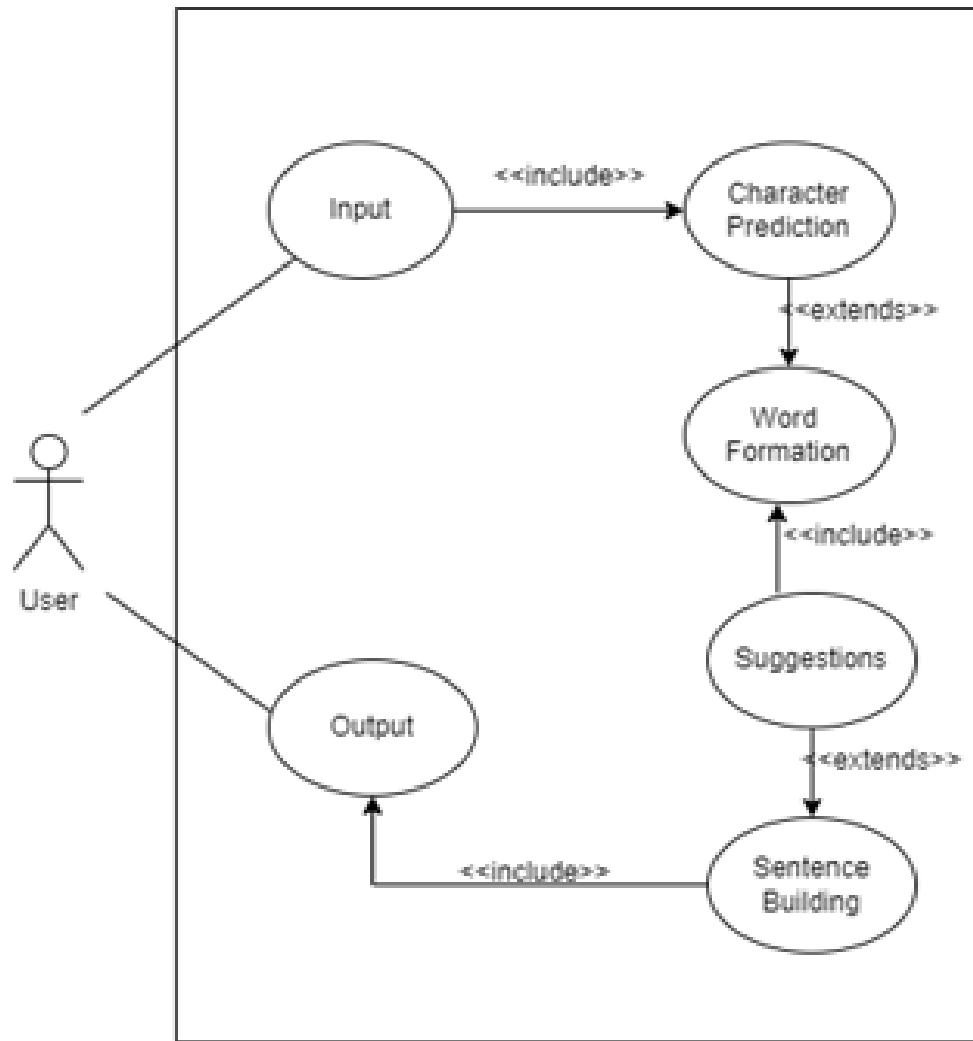 Input
<<include>>
Character
Prediction
<<extends>>
Word
Formation
<<include>>
User
Suggestions
Output
<<extends>>
<<include>>
Sentence
Building